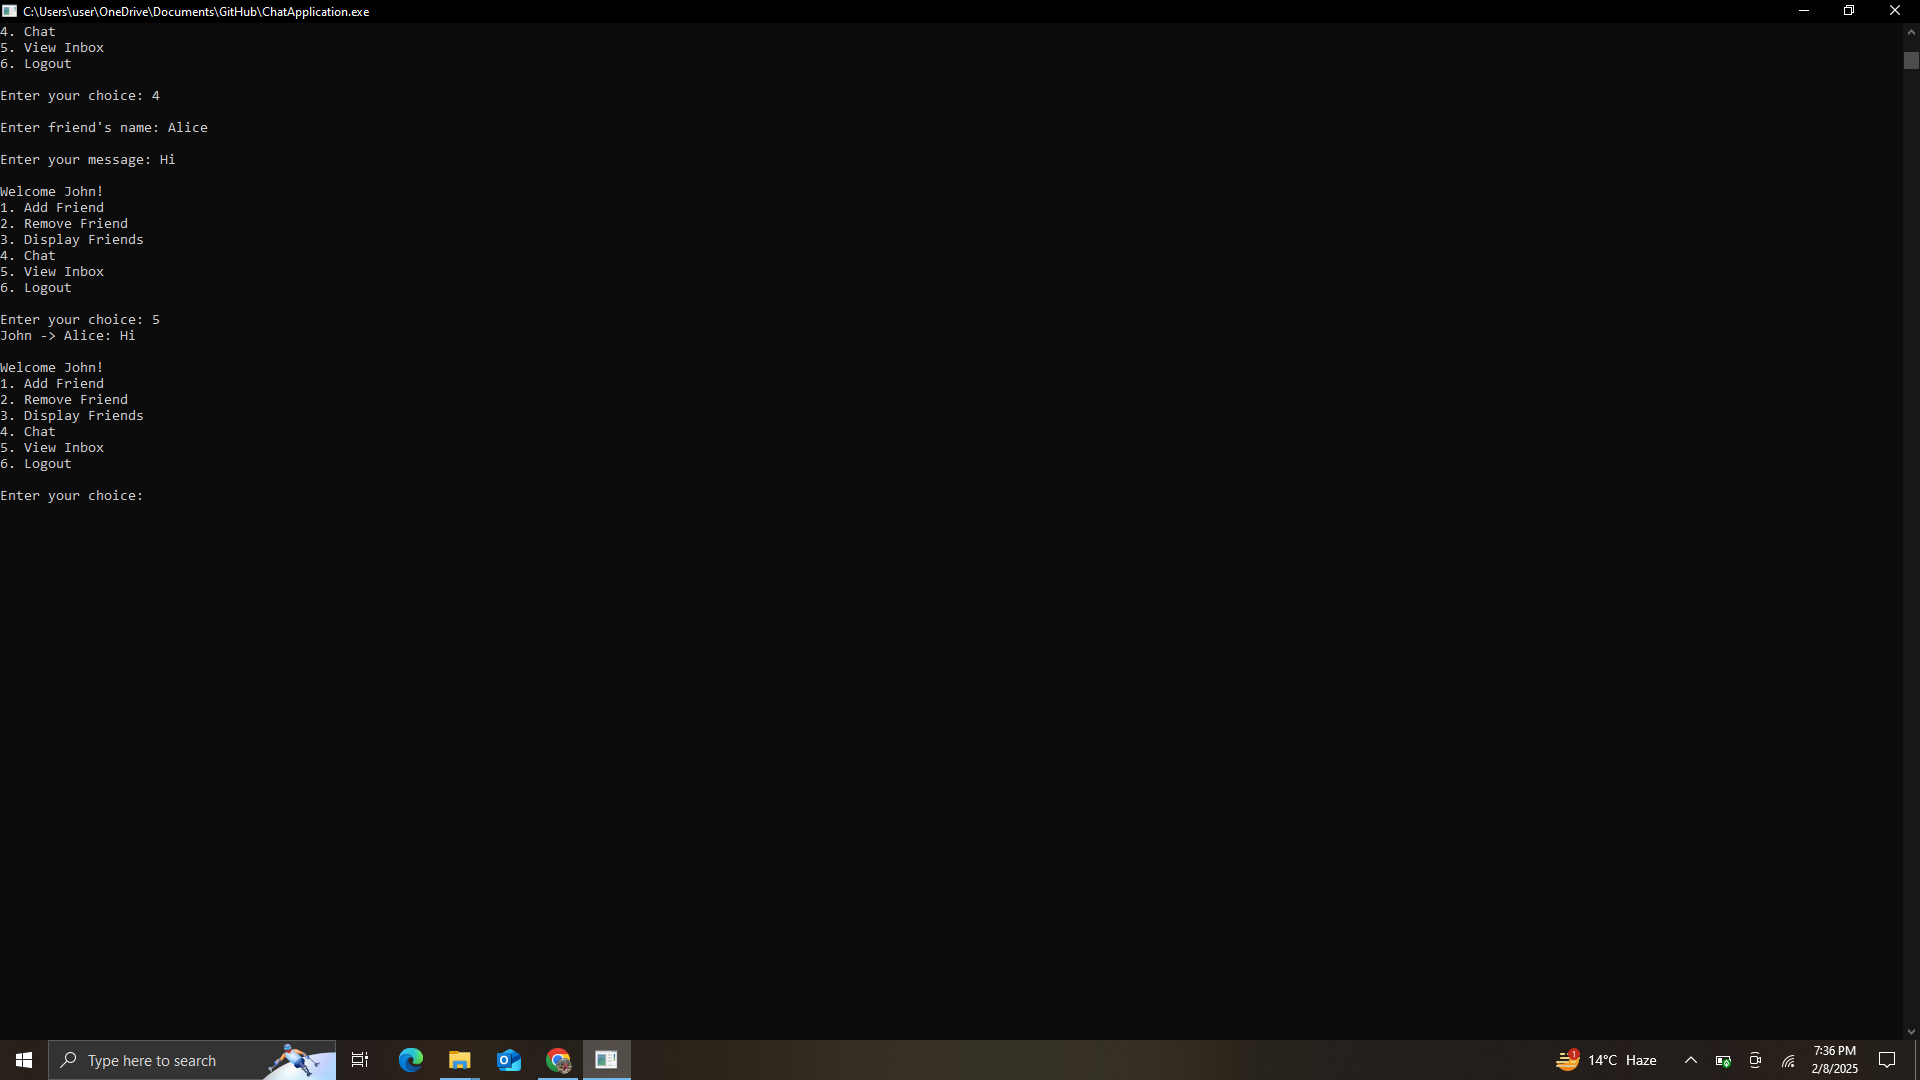 C:\Users\user\OneDrive\Documents\GitHub\ChatApplication.exe
4. Chat
5. View Inbox
6. Logout
Enter your choice: 4
Enter friend's name: Alice
Enter your message: Hi
Welcome John!
1. Add Friend
2. Remove Friend
3. Display Friends
4. Chat
5. View Inbox
6. Logout
Enter your choice: 5
John -> Alice: Hi
Welcome John!
1. Add Friend
2. Remove Friend
3. Display Friends
4. Chat
5. View Inbox
6. Logout
Enter your choice:
Type here to search
1
14°C Haze
7:36 PM
2/8/2025